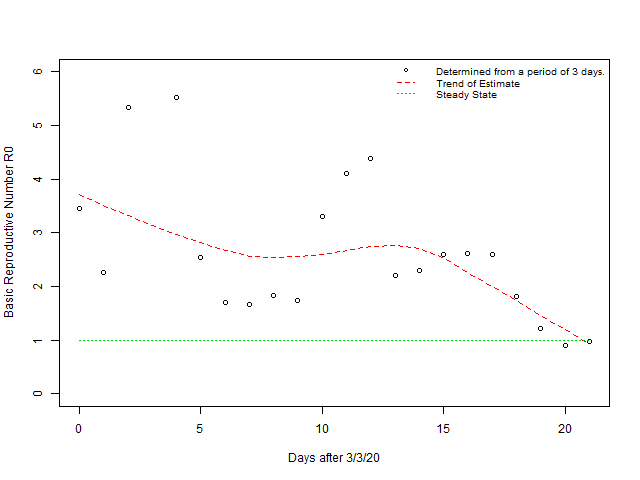 Determined from a period of 3 days.
Trend of Estimate
Steady State
Basic Reproductive Number R0
6
5
4
3
2
1
0
0 5 10 15 20
Days after 3/3/20